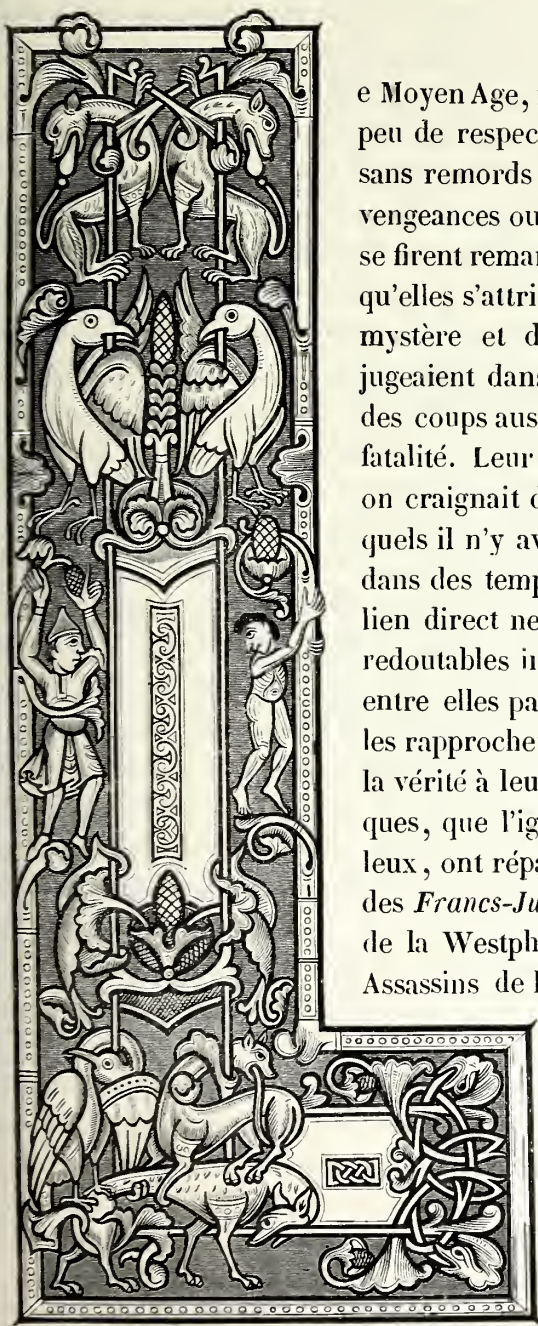 Le Moyen Age,
peu de respec
sans remords
vengeances ou
se firent remar
qu'elles s'attri
mystère et d
jugeaient dans
des coups aus
fatalité. Leur
on craignait d
quels il n'y av
dans des temp
lien direct ne
redoutables i
entre elles pa
les rapproche
la vérité à leu
ques, que l'ig
leux, ont répa
des Francs-Ju
de la Westph
Assassins de l